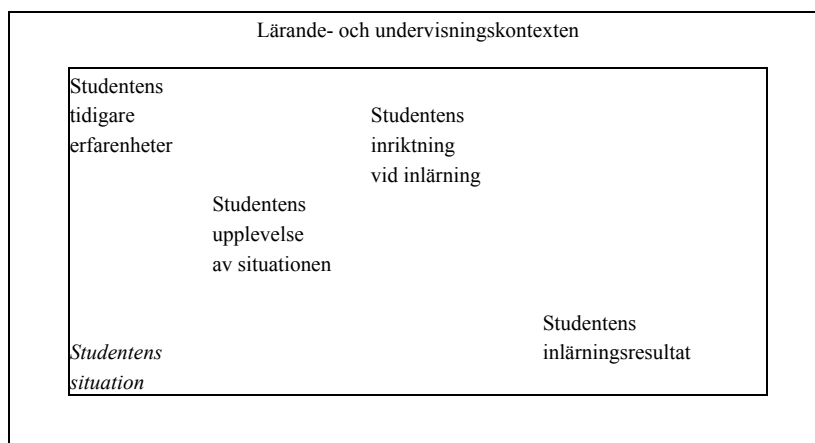 Lärande- och undervisningskontexten
Studentens
tidigare
erfarenheter
Studentens
inriktning
vid inlärning
Studentens
upplevelse
av situationen
Studentens
inlärningsresultat
Studentens
situation